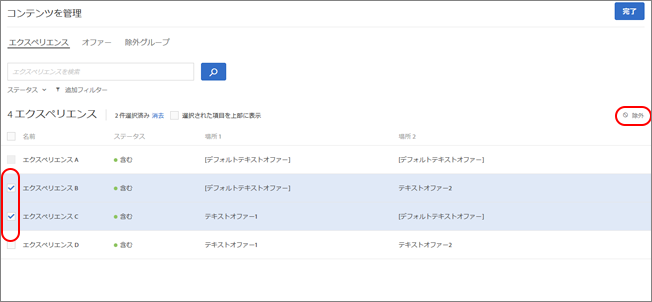 コンテンツを管理
完了
エクスペリエンス オファー 除外グループ
エクスペリエンスを検索
ステータス 追加フィルター
4 エクスペリエンス 2 件選択済み 消去 選択された項目を上部に表示 除外
名前 ステータス 場所 1 場所 2
エクスペリエンス A 含む [デフォルトテキストオファー] [デフォルトテキストオファー]
エクスペリエンス B 含む [デフォルトテキストオファー] テキストオファー2
エクスペリエンス C 含む テキストオファー1 [デフォルトテキストオファー]
エクスペリエンス D 含む テキストオファー1 テキストオファー2